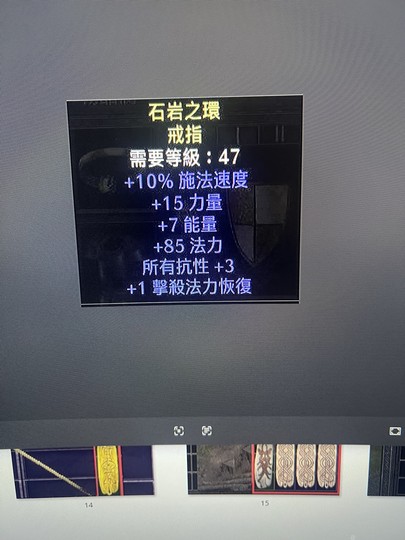 石岩之環
戒指
需要等級：47
+10% 施法速度
+15 力量
+7 能量
+85 法力
所有抗性 +3
+1 擊殺法力恢復
14
15